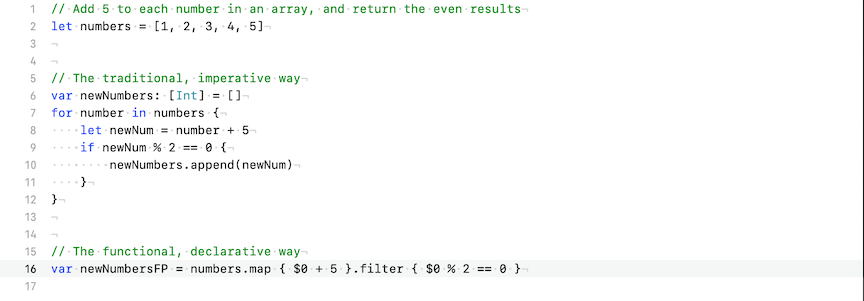 1 // Add 5 to each number in an array, and return the even results
2 let numbers = [1, 2, 3, 4, 5]
3
4
5 // The traditional, imperative way
6 var newNumbers: [Int] = []
7 for number in numbers {
8     let newNum = number + 5
9     if newNum % 2 == 0 {
10         newNumbers.append(newNum)
11     }
12 }
13
14
15 // The functional, declarative way
16 var newNumbersFP = numbers.map { $0 + 5 }.filter { $0 % 2 == 0 }
17